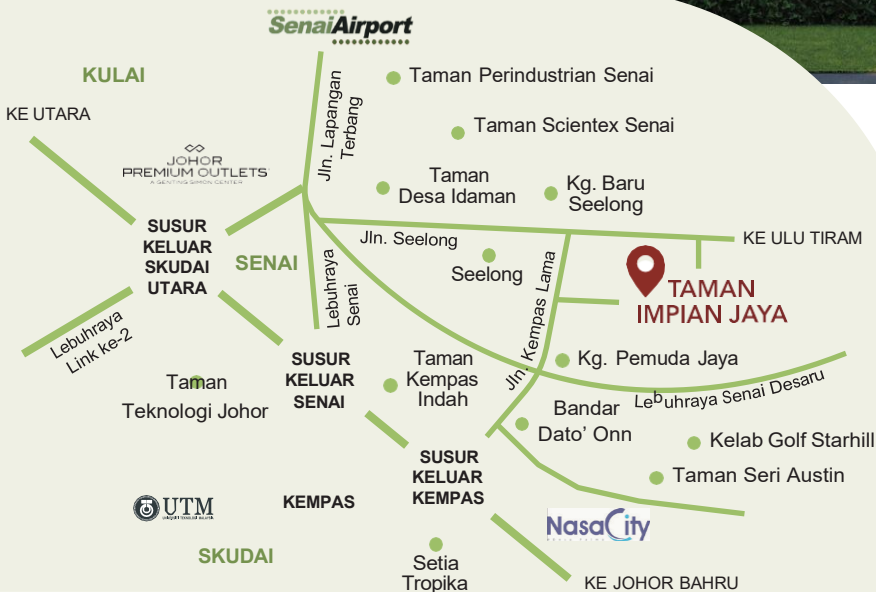 SenaiAirport
KULAI
Taman Perindustrian Senai
KE UTARA
Jln. Lapangan
Terbang
Taman Scientex Senai
JOHOR
PREMIUM OUTLETS
A GENTING SIMON CENTER
Taman
Desa Idaman
Kg. Baru
Seelong
SUSUR
KELUAR
SKUDAI
UTARA
SENAI
Jln. Seelong
KE ULU TIRAM
Lebuhraya
Senai
Seelong
Jln. Kempas Lama
TAMAN
IMPIAN JAYA
Lebuhraya
Link ke-2
SUSUR
KELUAR
SENAI
Taman
Kempas
Indah
Kg. Pemuda Jaya
Taman
Teknologi Johor
Lebuhraya Senai Desaru
Bandar
Dato' Onn
Kelab Golf Starhill
SUSUR
KELUAR
KEMPAS
Taman Seri Austin
UTM
KEMPAS
NasaCity
SKUDAI
Setia
Tropika
KE JOHOR BAHRU